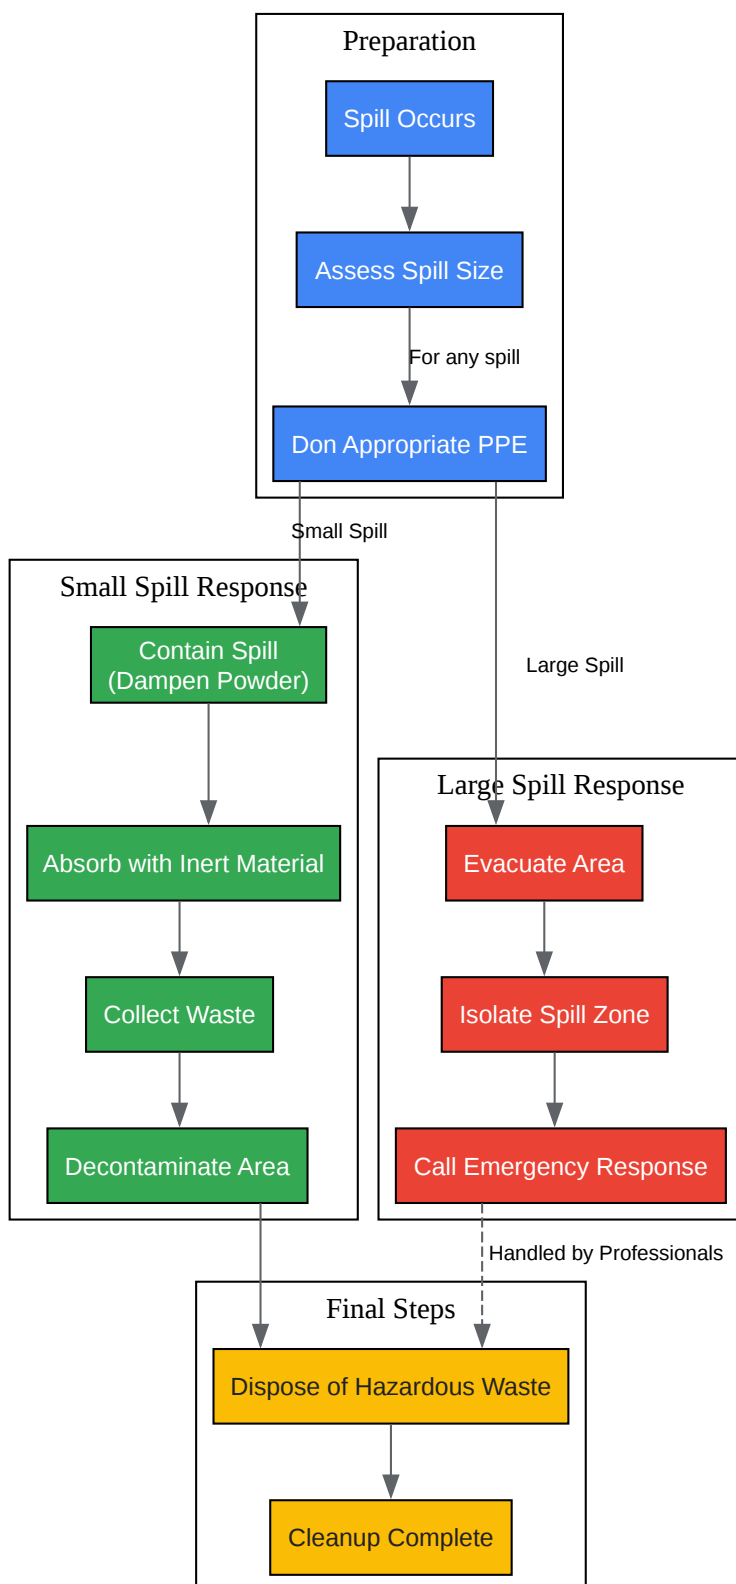 Preparation
Spill Occurs
Assess Spill Size
For any spill
Don Appropriate PPE
Small Spill
Small Spill Response
Contain Spill
(Dampen Powder)
Large Spill
Large Spill Response
Absorb with Inert Material
Evacuate Area
Collect Waste
Isolate Spill Zone
Decontaminate Area
Call Emergency Response
Handled by Professionals
Final Steps
Dispose of Hazardous Waste
Cleanup Complete